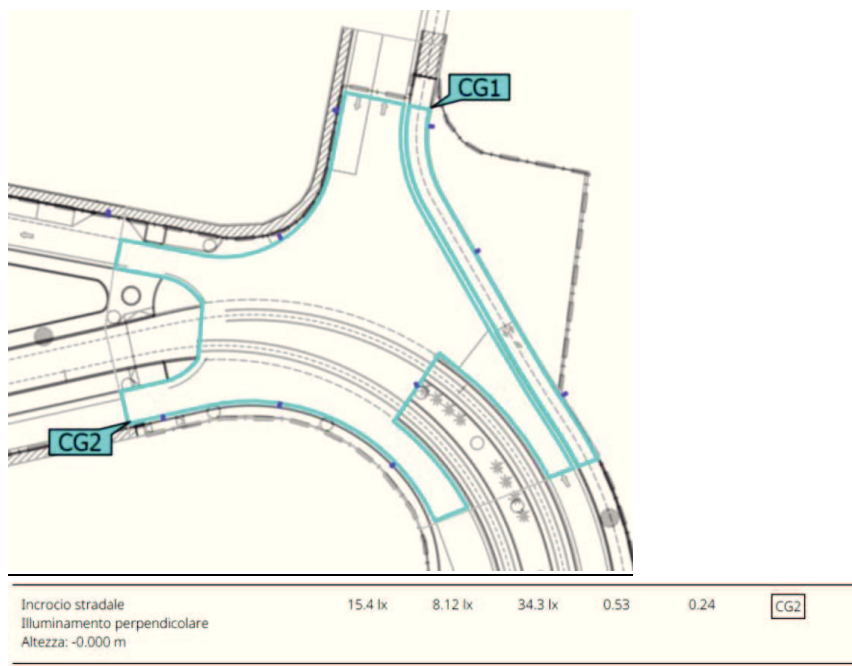 CG1
CG2
Incrocio stradale 15.4 lx 8.12 lx 34.3 lx 0.53 0.24 CG2
Illuminamento perpendicolare
Altezza: -0.000 m